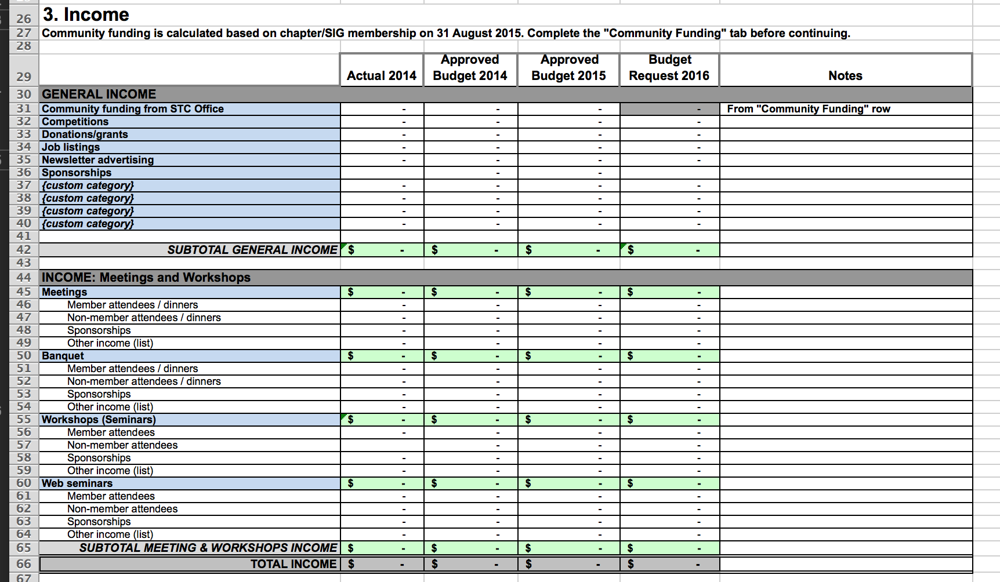 26 3. Income
27 Community funding is calculated based on chapter/SIG membership on 31 August 2015. Complete the "Community Funding" tab before continuing.
28
29 Actual 2014 Approved Budget 2014 Approved Budget 2015 Budget Request 2016 Notes
30 GENERAL INCOME
31 Community funding from STC Office - - - - From "Community Funding" row
32 Competitions - - - -
33 Donations/grants - - - -
34 Job listings - - - -
35 Newsletter advertising - - - -
36 Sponsorships - -
37 {custom category} - - - -
38 {custom category} - - - -
39 {custom category} - - - -
40 {custom category} - - - -
41
42 SUBTOTAL GENERAL INCOME $ - $ - $ - $ -
43
44 INCOME: Meetings and Workshops
45 Meetings $ - $ - $ - $ -
46 Member attendees / dinners - - - -
47 Non-member attendees / dinners - - - -
48 Sponsorships - - - -
49 Other income (list) - - - -
50 Banquet $ - $ - $ - $ -
51 Member attendees / dinners - - - -
52 Non-member attendees / dinners - - - -
53 Sponsorships - - - -
54 Other income (list) - - - -
55 Workshops (Seminars) $ - $ - $ - $ -
56 Member attendees - - - -
57 Non-member attendees - - -
58 Sponsorships - - - -
59 Other income (list) - - - -
60 Web seminars $ - $ - $ - $ -
61 Member attendees - - - -
62 Non-member attendees - - - -
63 Sponsorships - - - -
64 Other income (list) - - - -
65 SUBTOTAL MEETING & WORKSHOPS INCOME $ - $ - $ - $ -
66 TOTAL INCOME $ - $ - $ - $ -
67